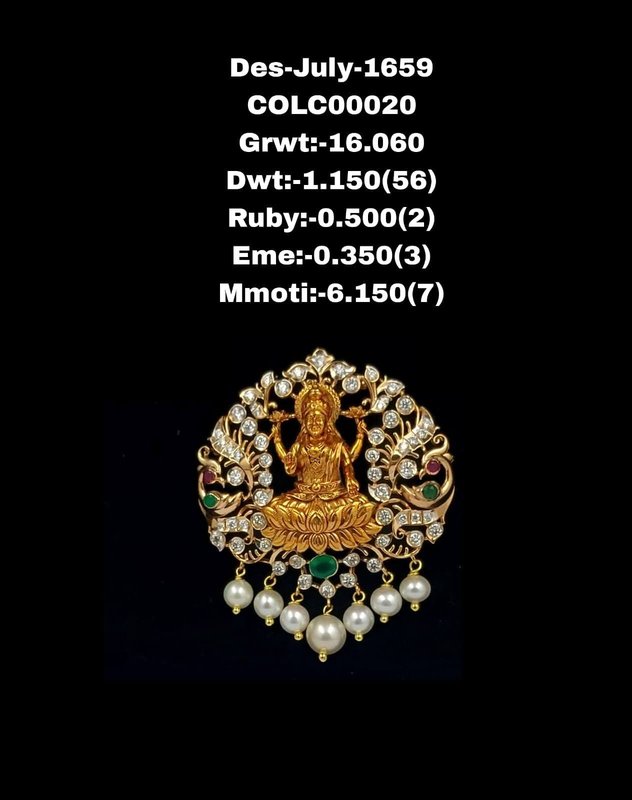 Des-July-1659
COLC00020
Grwt:-16.060
Dwt:-1.150(56)
Ruby:-0.500(2)
Eme:-0.350(3)
Mmoti:-6.150(7)